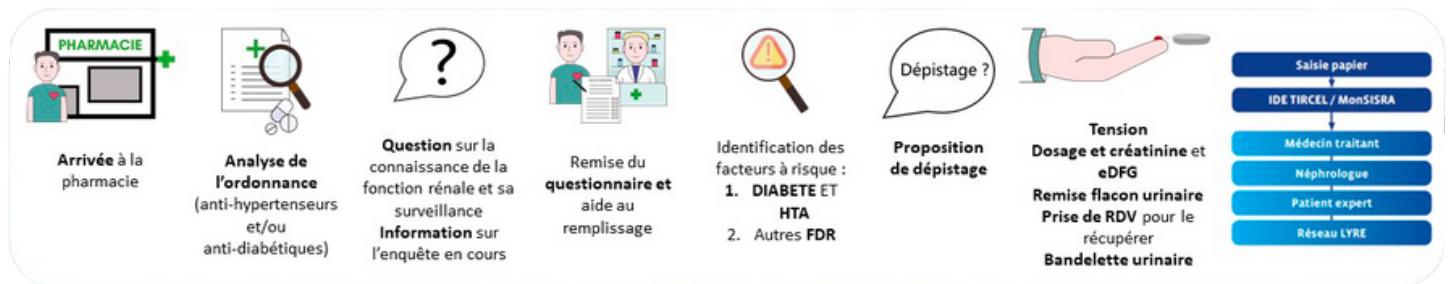 PHARMACIE
Arrivée à la
pharmacie
Analyse de
l'ordonnance
(anti-hypertenseurs
et/ou
anti-diabétiques)
?
Question sur la
connaissance de la
fonction rénale et sa
surveillance
Information sur
l'enquête en cours
Remise du
questionnaire et
aide au
remplissage
Identification des
facteurs à risque :
1. DIABETE ET
HTA
2. Autres FDR
Dépistage ?
Proposition
de dépistage
Tension
Dosage et créatinine et
eDFG
Remise flacon urinaire
Prise de RDV pour le
récupérer
Bandelette urinaire
Saisie papier
IDE TIRCEL / MonSISRA
Médecin traitant
Néphrologue
Patient expert
Réseau LYRE